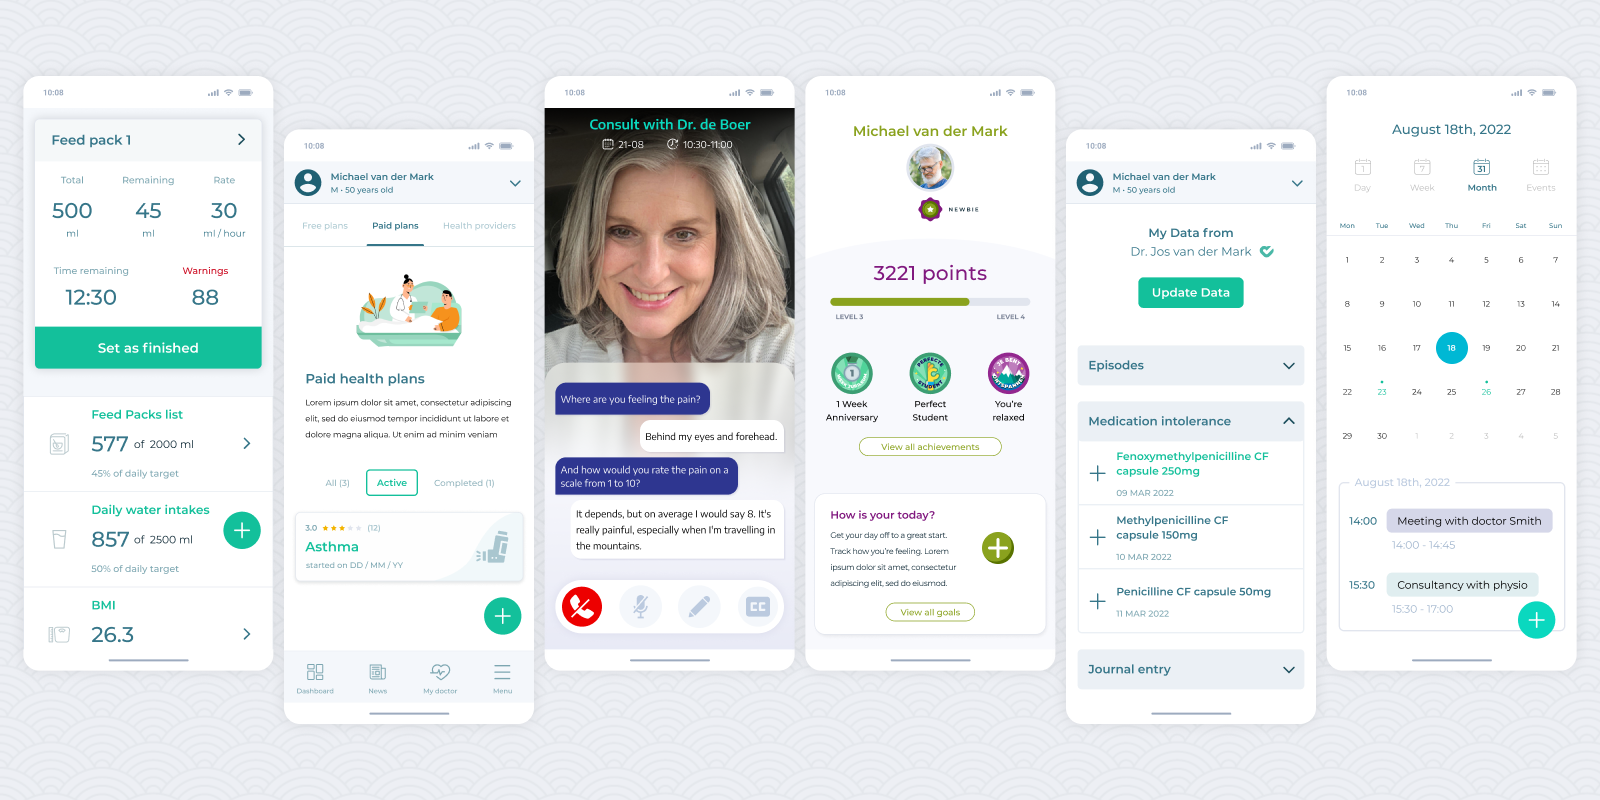 10:08
Feed pack 1
Total Remaining Rate
500 45 30
ml ml ml / hour
Time remaining Warnings
12:30 88
Set as finished
Feed Packs list
577 of 2000 ml
45% of daily target
Daily water intakes
857 of 2500 ml
50% of daily target
BMI
26.3
10:08
Michael van der Mark
M • 50 years old
Free plans Paid plans Health providers
Paid health plans
Lorem ipsum dolor sit amet, consectetur adipiscing
elit, sed do eiusmod tempor incididunt ut labore et
dolore magna aliqua. Ut enim ad minim veniam
All (3) Active Completed (1)
3.0 (12)
Asthma
started on DD / MM / YY
Dashboard News My doctor Menu
10:08
Consult with Dr. de Boer
21-08 10:30-11:00
Where are you feeling the pain?
Behind my eyes and forehead.
And how would you rate the pain on a
scale from 1 to 10?
It depends, but on average I would say 8. It's
really painful, especially when I'm travelling in
the mountains.
CC
10:08
Michael van der Mark
NEWBIE
3221 points
LEVEL 3 LEVEL 4
1
PERFECTE STUDENT
JE BENT ONTSPANNEN
1 Week
Anniversary
Perfect
Student
You're
relaxed
View all achievements
How is your today?
Get your day off to a great start.
Track how you're feeling. Lorem
ipsum dolor sit amet, consectetur
adipiscing elit, sed do eiusmod.
View all goals
10:08
Michael van der Mark
M • 50 years old
My Data from
Dr. Jos van der Mark
Update Data
Episodes
Medication intolerance
Fenoxymethylpenicilline CF
capsule 250mg
09 MAR 2022
Methylpenicilline CF
capsule 150mg
10 MAR 2022
Penicilline CF capsule 50mg
11 MAR 2022
Journal entry
10:08
August 18th, 2022
1 7 31
Day Week Month Events
Mon Tue Wed Thu Fri Sat Sun
1 2 3 4 5 6 7
8 9 10 11 12 13 14
15 16 17 18 19 20 21
22 23 24 25 26 27 28
29 30 1 2 3 4 5
August 18th, 2022
14:00 Meeting with doctor Smith
14:00 - 14:45
15:30 Consultancy with physio
15:30 - 17:00